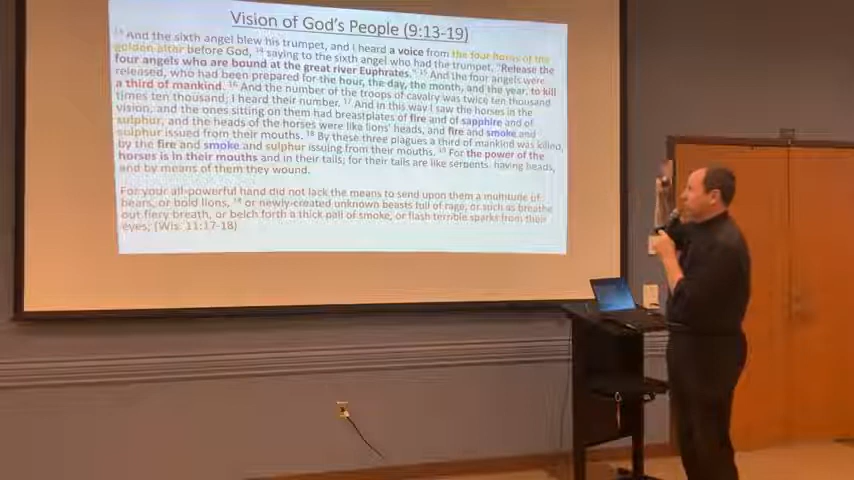 Vision of God's People (9:13-19)
13 And the sixth angel blew his trumpet, and I heard a voice from the four horns of the
golden altar before God, 14 saying to the sixth angel who had the trumpet, "Release the
four angels who are bound at the great river Euphrates." 15 And the four angels were
released, who had been prepared for the hour, the day, the month, and the year, to kill
a third of mankind. 16 And the number of the troops of cavalry was twice ten thousand
times ten thousand; I heard their number. 17 And in this way I saw the horses in the
vision, and the ones sitting on them had breastplates of fire and of sapphire and of
sulphur, and the heads of the horses were like lions' heads, and fire and smoke and
sulphur issued from their mouths. 18 By these three plagues a third of mankind was killed,
by the fire and smoke and sulphur issuing from their mouths. 19 For the power of the
horses is in their mouths and in their tails; for their tails are like serpents, having heads,
and by means of them they wound.
For your all-powerful hand did not lack the means to send upon them a multitude of
bears, or bold lions, 18 or newly-created unknown beasts full of rage, or such as breathe
out fiery breath, or belch forth a thick pall of smoke, or flash terrible sparks from their
eyes; (Wis. 11:17-18)